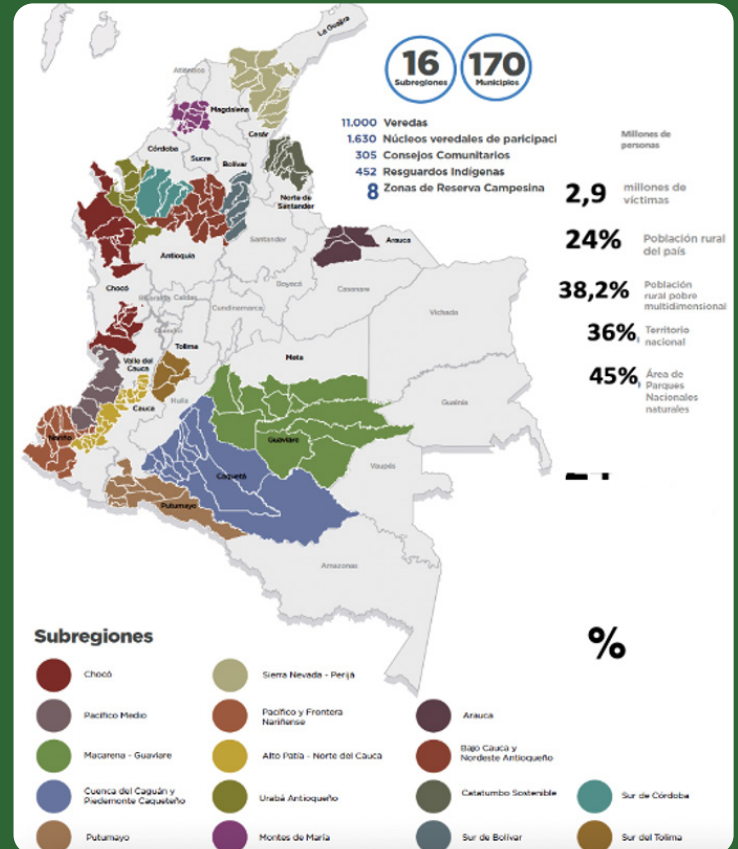 La Guajira
16
Subregiones
170
Municipios
Atlántico
Magdalena
Cesár
Córdoba
Sucre
Bolívar
Norte de
Santander
11.000 Veredas
1.630 Núcleos veredales de paricipaci
305 Consejos Comunitarios
452 Resguardos Indígenas
8 Zonas de Reserva Campesina
Millones de
personas
2,9 millones de
víctimas
24% Población rural
del país
38,2% Población
rural pobre
multidimensional
36% Territorio
nacional
45% Área de
Parques
Nacionales
naturales
Santander
Arauca
Antioquia
Boyacá
Casanare
Chocó
Risaralda
Caldas
Cundinamarca
Vichada
Quindío
Tolima
Valle del
Cauca
Meta
Huila
Cauca
Guainía
Nariño
Guaviare
Vaupés
Caquetá
Putumayo
Amazonas
%
Subregiones
Chocó
Sierra Nevada - Perijá
Pacífico Medio
Pacífico y Frontera
Nariñense
Arauca
Macarena - Guaviare
Alto Patía - Norte del Cauca
Bajo Cauca y
Nordeste Antioqueño
Cuenca del Caguán y
Piedemonte Caqueteño
Urabá Antioqueño
Catatumbo Sostenible
Sur de Córdoba
Putumayo
Montes de María
Sur de Bolívar
Sur del Tolima